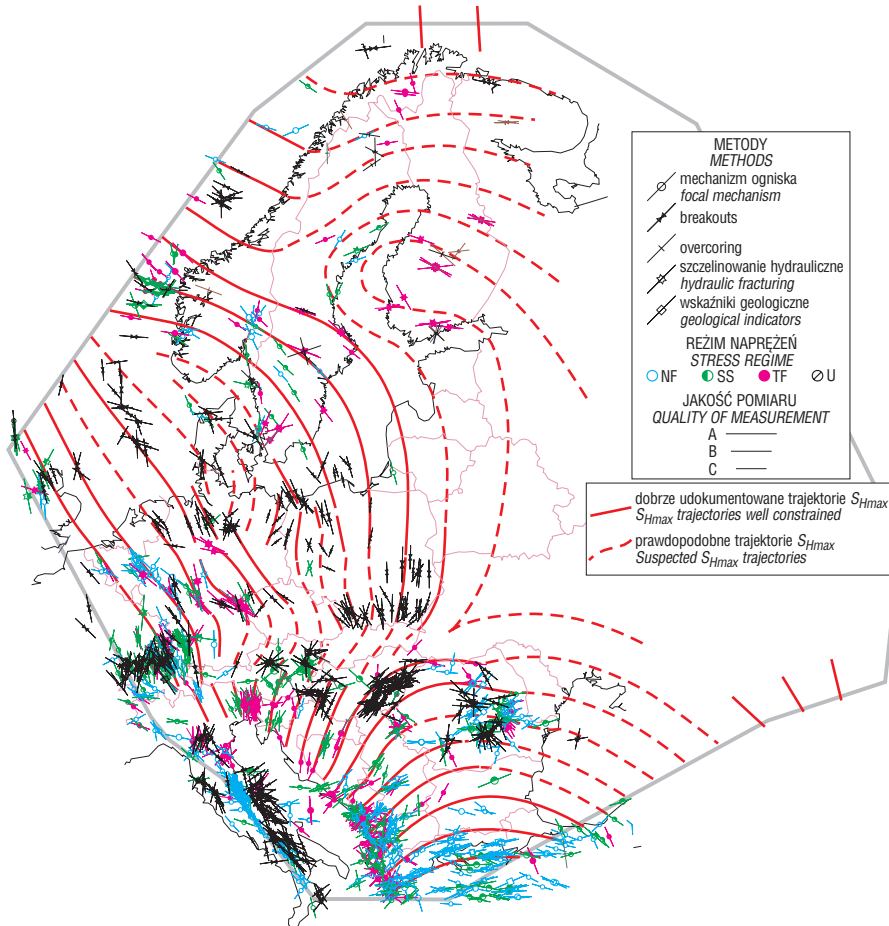 METODY
METHODS
mechanizm ogniska
focal mechanism
breakouts
overcoring
szczelinowanie hydrauliczne
hydraulic fracturing
wskaźniki geologiczne
geological indicators
REŻIM NAPRĘŻEŃ
STRESS REGIME
NF SS TF U
JAKOŚĆ POMIARU
QUALITY OF MEASUREMENT
A
B
C
dobrze udokumentowane trajektorie SHmax
SHmax trajectories well constrained
prawdopodobne trajektorie SHmax
Suspected SHmax trajectories